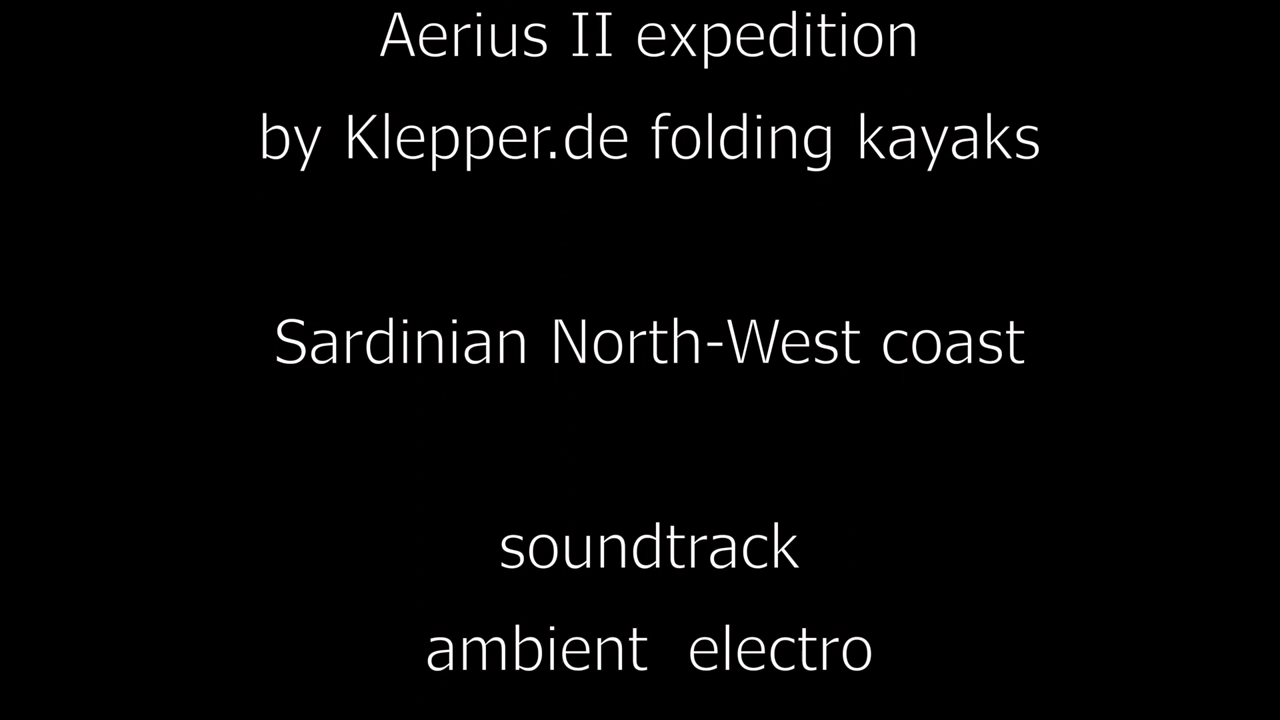 Aerius II expedition
by Klepper.de folding kayaks
Sardinian North-West coast
soundtrack
ambient electro